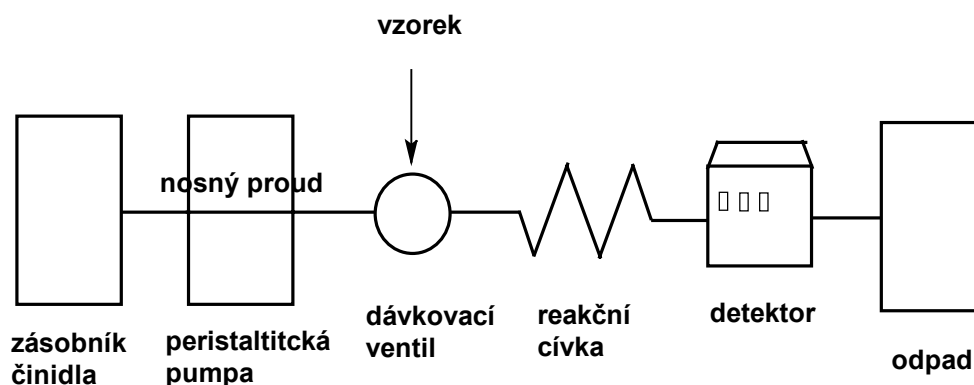 vzorek
nosný proud
zásobník
činidla
peristaltitcká
pumpa
dávkovací
ventil
reakční
cívka
detektor
odpad